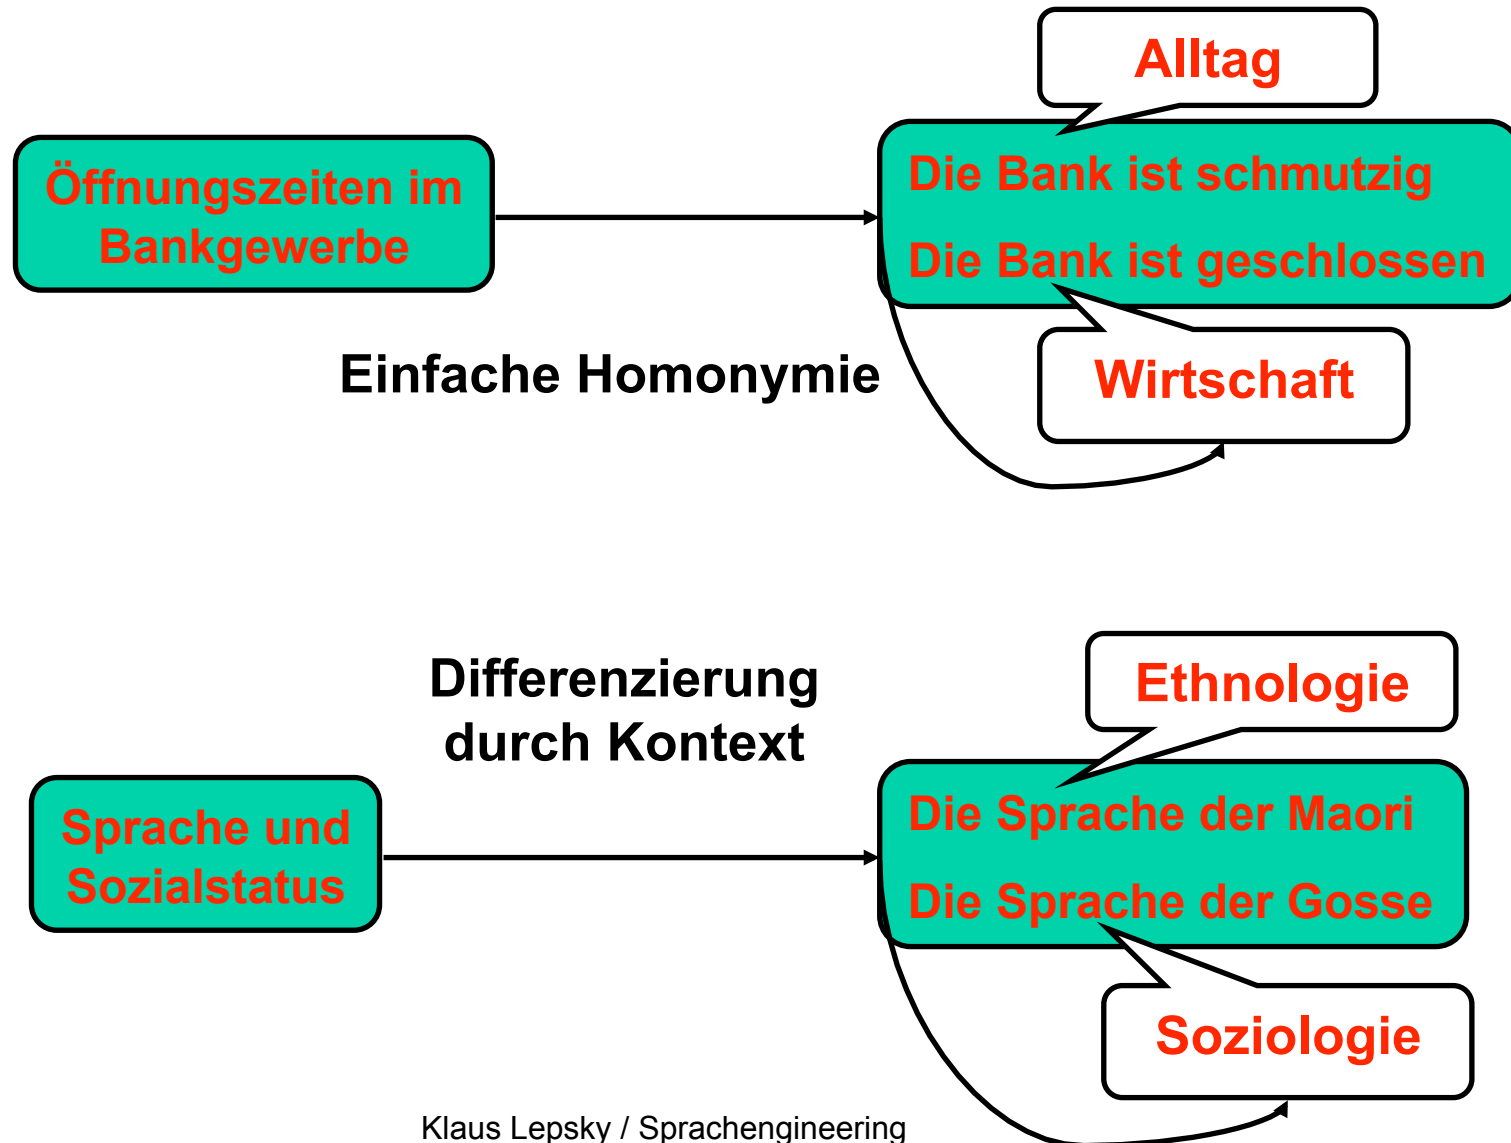 Alltag
Öffnungszeiten im
Bankgewerbe
Die Bank ist schmutzig
Die Bank ist geschlossen
Einfache Homonymie
Wirtschaft
Differenzierung
durch Kontext
Ethnologie
Sprache und
Sozialstatus
Die Sprache der Maori
Die Sprache der Gosse
Soziologie
Klaus Lepsky / Sprachengineering